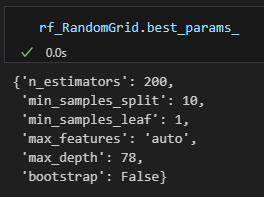 rf_RandomGrid.best_params_
0.0s
{'n_estimators': 200,
'min_samples_split': 10,
'min_samples_leaf': 1,
'max_features': 'auto',
'max_depth': 78,
'bootstrap': False}